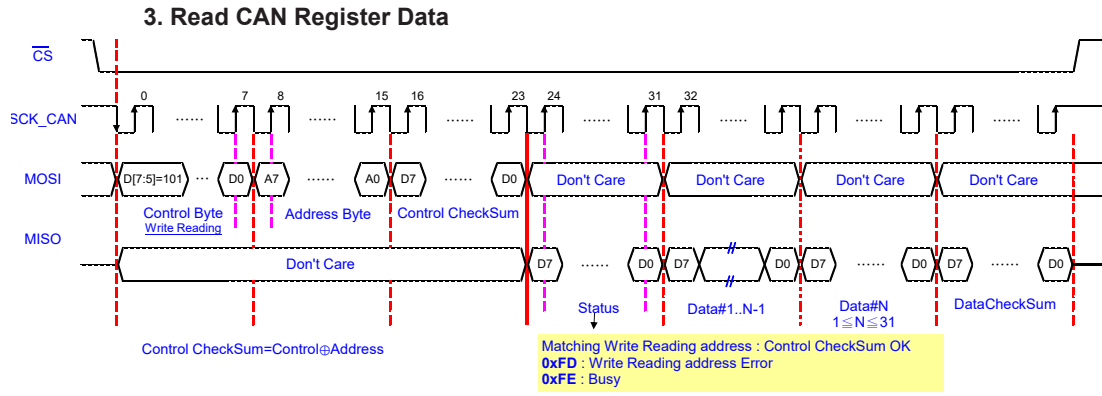 3. Read CAN Register Data
CS
0 7 8 15 16 23 24 31 32
SCK_CAN ...... ...... ...... ...... ...... ......
MOSI D[7:5]=101 ... D0 A7 ...... A0 D7 ...... D0 Don't Care Don't Care Don't Care Don't Care
Control Byte Address Byte Control CheckSum
Write Reading
MISO
Don't Care D7 ...... D0 D7 // // D0 D7 ...... D0 D7 ...... D0
Status Data#1..N-1 Data#N DataCheckSum
1≦N≦31
Control CheckSum=Control⊕Address
Matching Write Reading address : Control CheckSum OK
0xFD : Write Reading address Error
0xFE : Busy